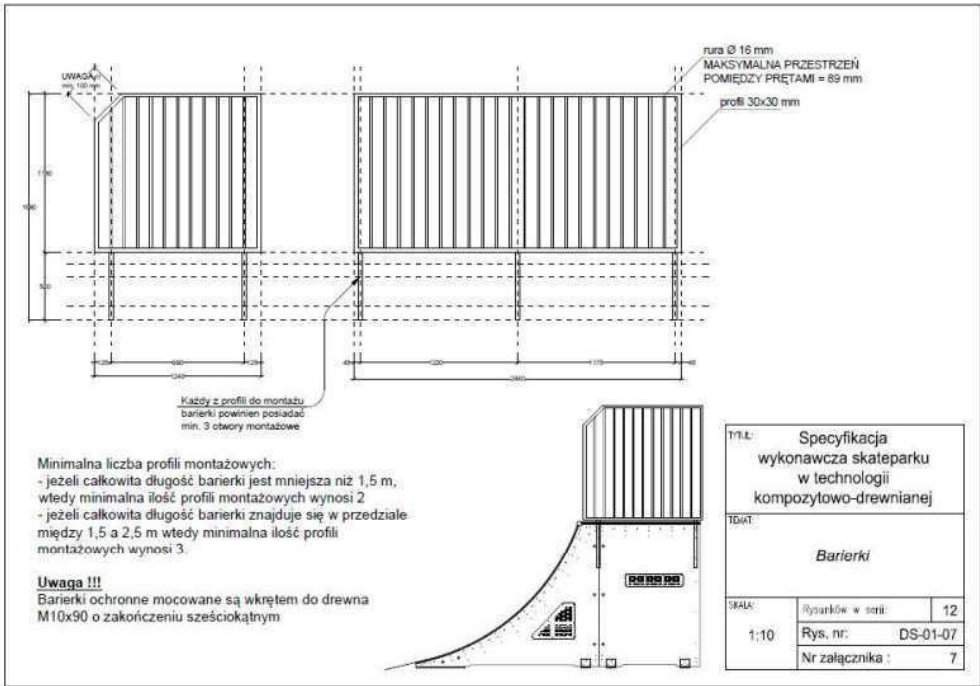 rura Ø 16 mm
MAKSYMALNA PRZESTRZEŃ
POMIĘDZY PRĘTAMI = 89 mm
profil 30x30 mm
UWAGA
min. 100 mm
Każdy z profili do montażu
barierki powinien posiadać
min. 3 otwory montażowe
Minimalna liczba profili montażowych:
- jeżeli całkowita długość barierki jest mniejsza niż 1,5 m,
wtedy minimalna ilość profili montażowych wynosi 2
- jeżeli całkowita długość barierki znajduje się w przedziale
między 1,5 a 2,5 m wtedy minimalna ilość profili
montażowych wynosi 3.
Uwaga !!!
Barierki ochronne mocowane są wkrętem do drewna
M10x90 o zakończeniu sześciokątnym
TYTUŁ:
Specyfikacja
wykonawcza skateparku
w technologii
kompozytowo-drewnianej
TEMAT:
Barierki
SKALA:
1:10
Rysunków w serii: 12
Rys, nr: DS-01-07
Nr załącznika : 7